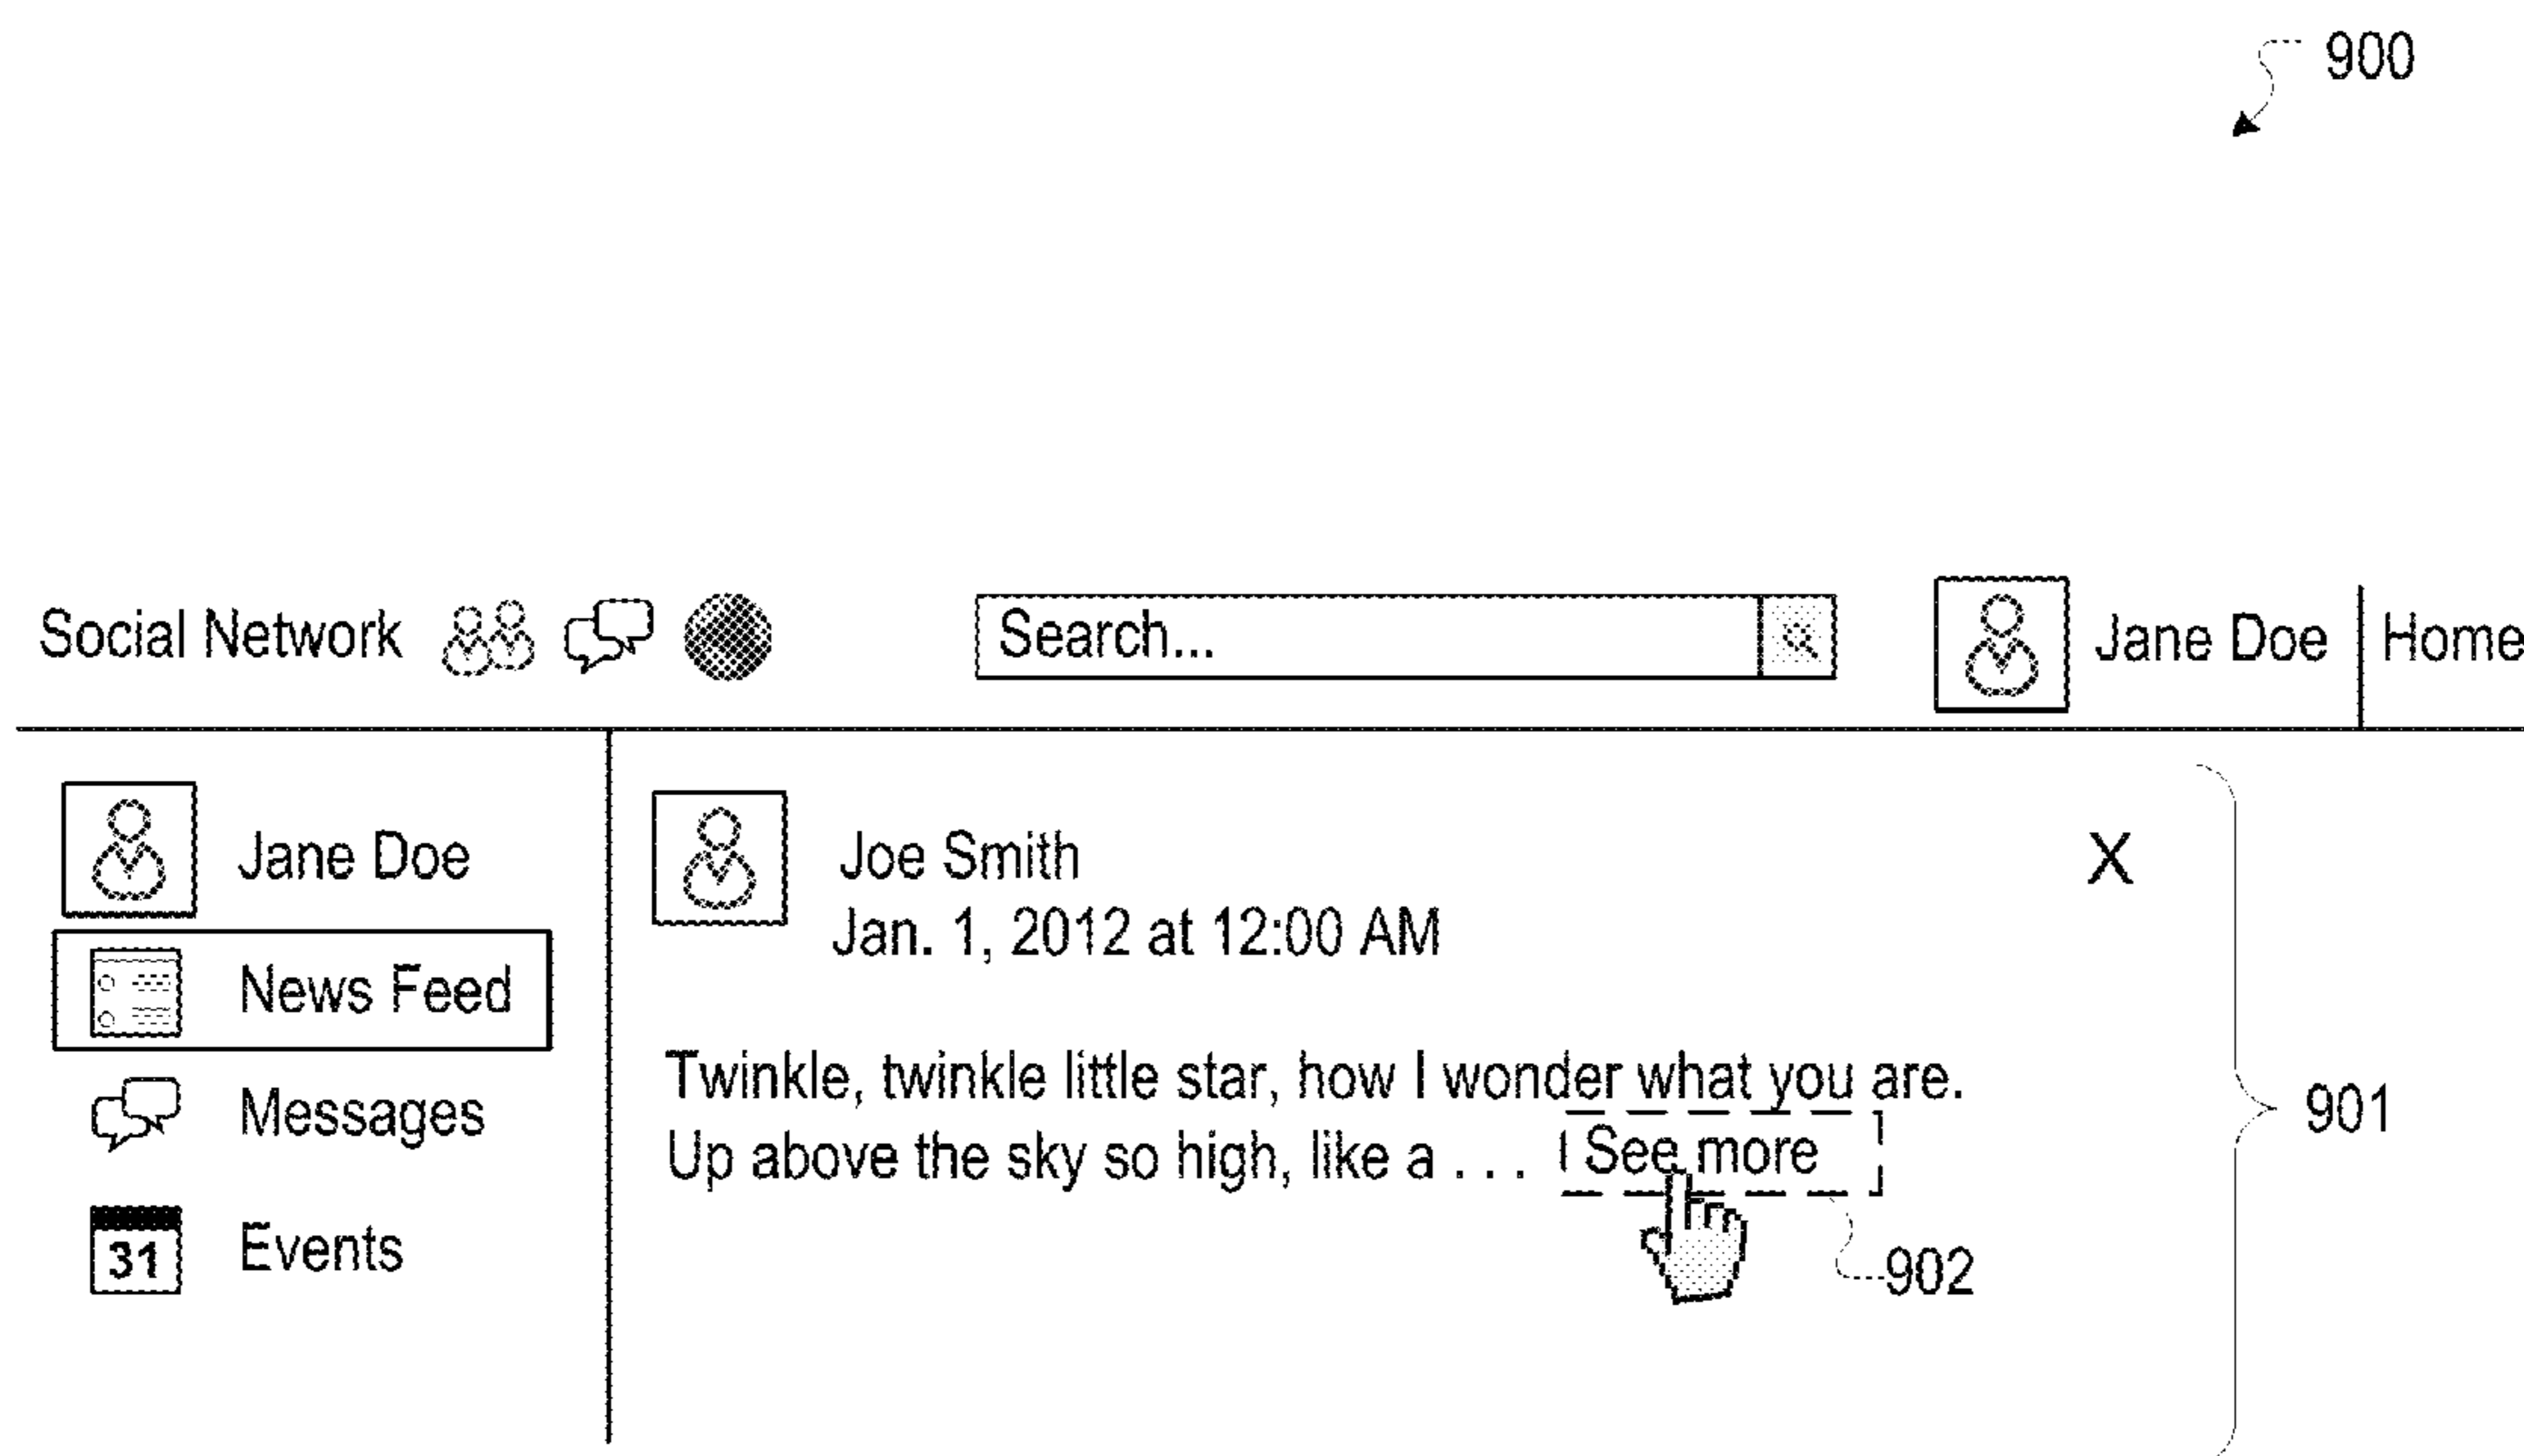 900
Social Network
Search...
Jane Doe
Home
Jane Doe
News Feed
Messages
31
Events
Joe Smith
X
Jan. 1, 2012 at 12:00 AM
Twinkle, twinkle little star, how I wonder what you are.
Up above the sky so high, like a . . . See more
901
902